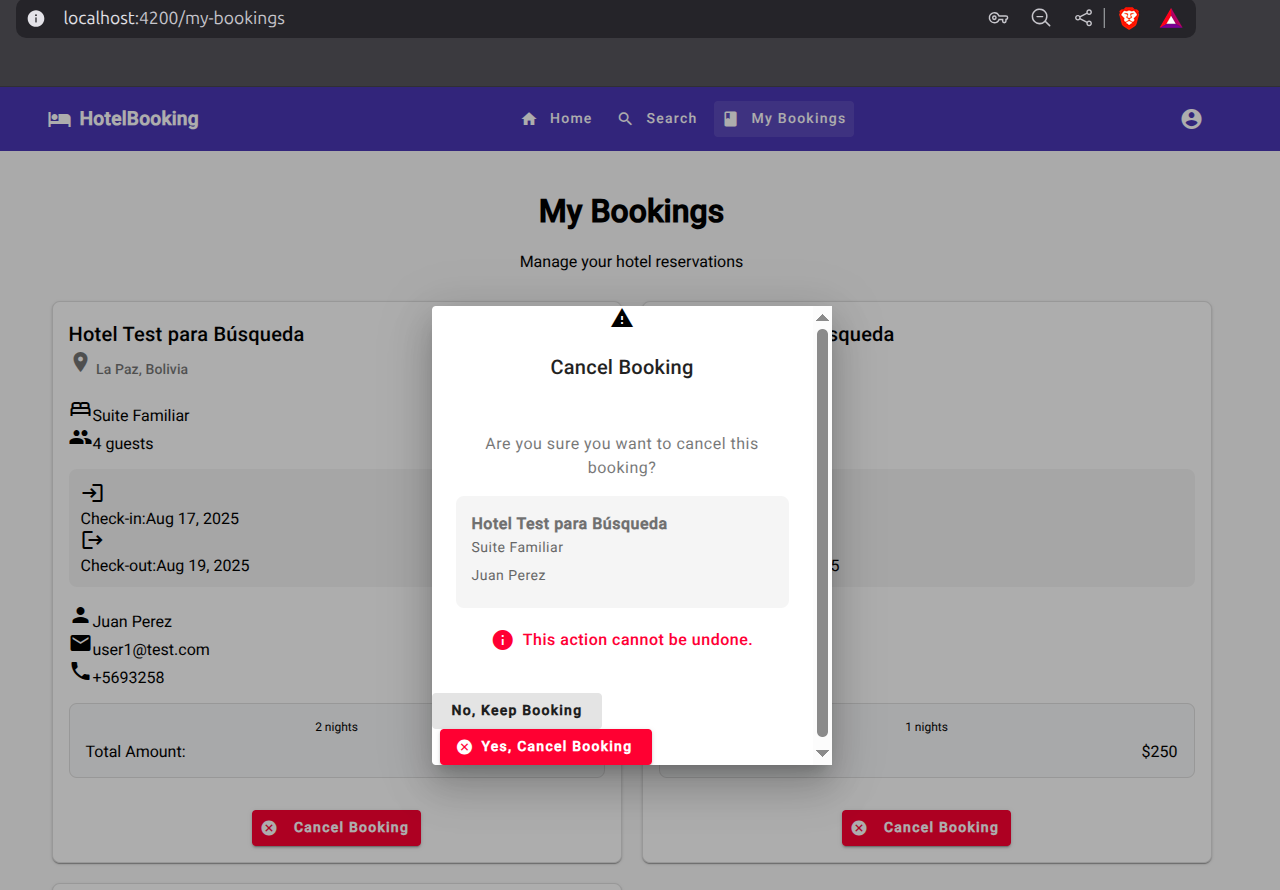 localhost:4200/my-bookings
HotelBooking
Home
Search
My Bookings
My Bookings
Manage your hotel reservations
Hotel Test para Búsqueda
La Paz, Bolivia
Suite Familiar
4 guests
Check-in:Aug 17, 2025
Check-out:Aug 19, 2025
Juan Perez
user1@test.com
+5693258
2 nights
Total Amount:
Cancel Booking
Cancel Booking
Are you sure you want to cancel this
booking?
Hotel Test para Búsqueda
Suite Familiar
Juan Perez
This action cannot be undone.
No, Keep Booking
Yes, Cancel Booking
squeda
5
1 nights
$250
Cancel Booking